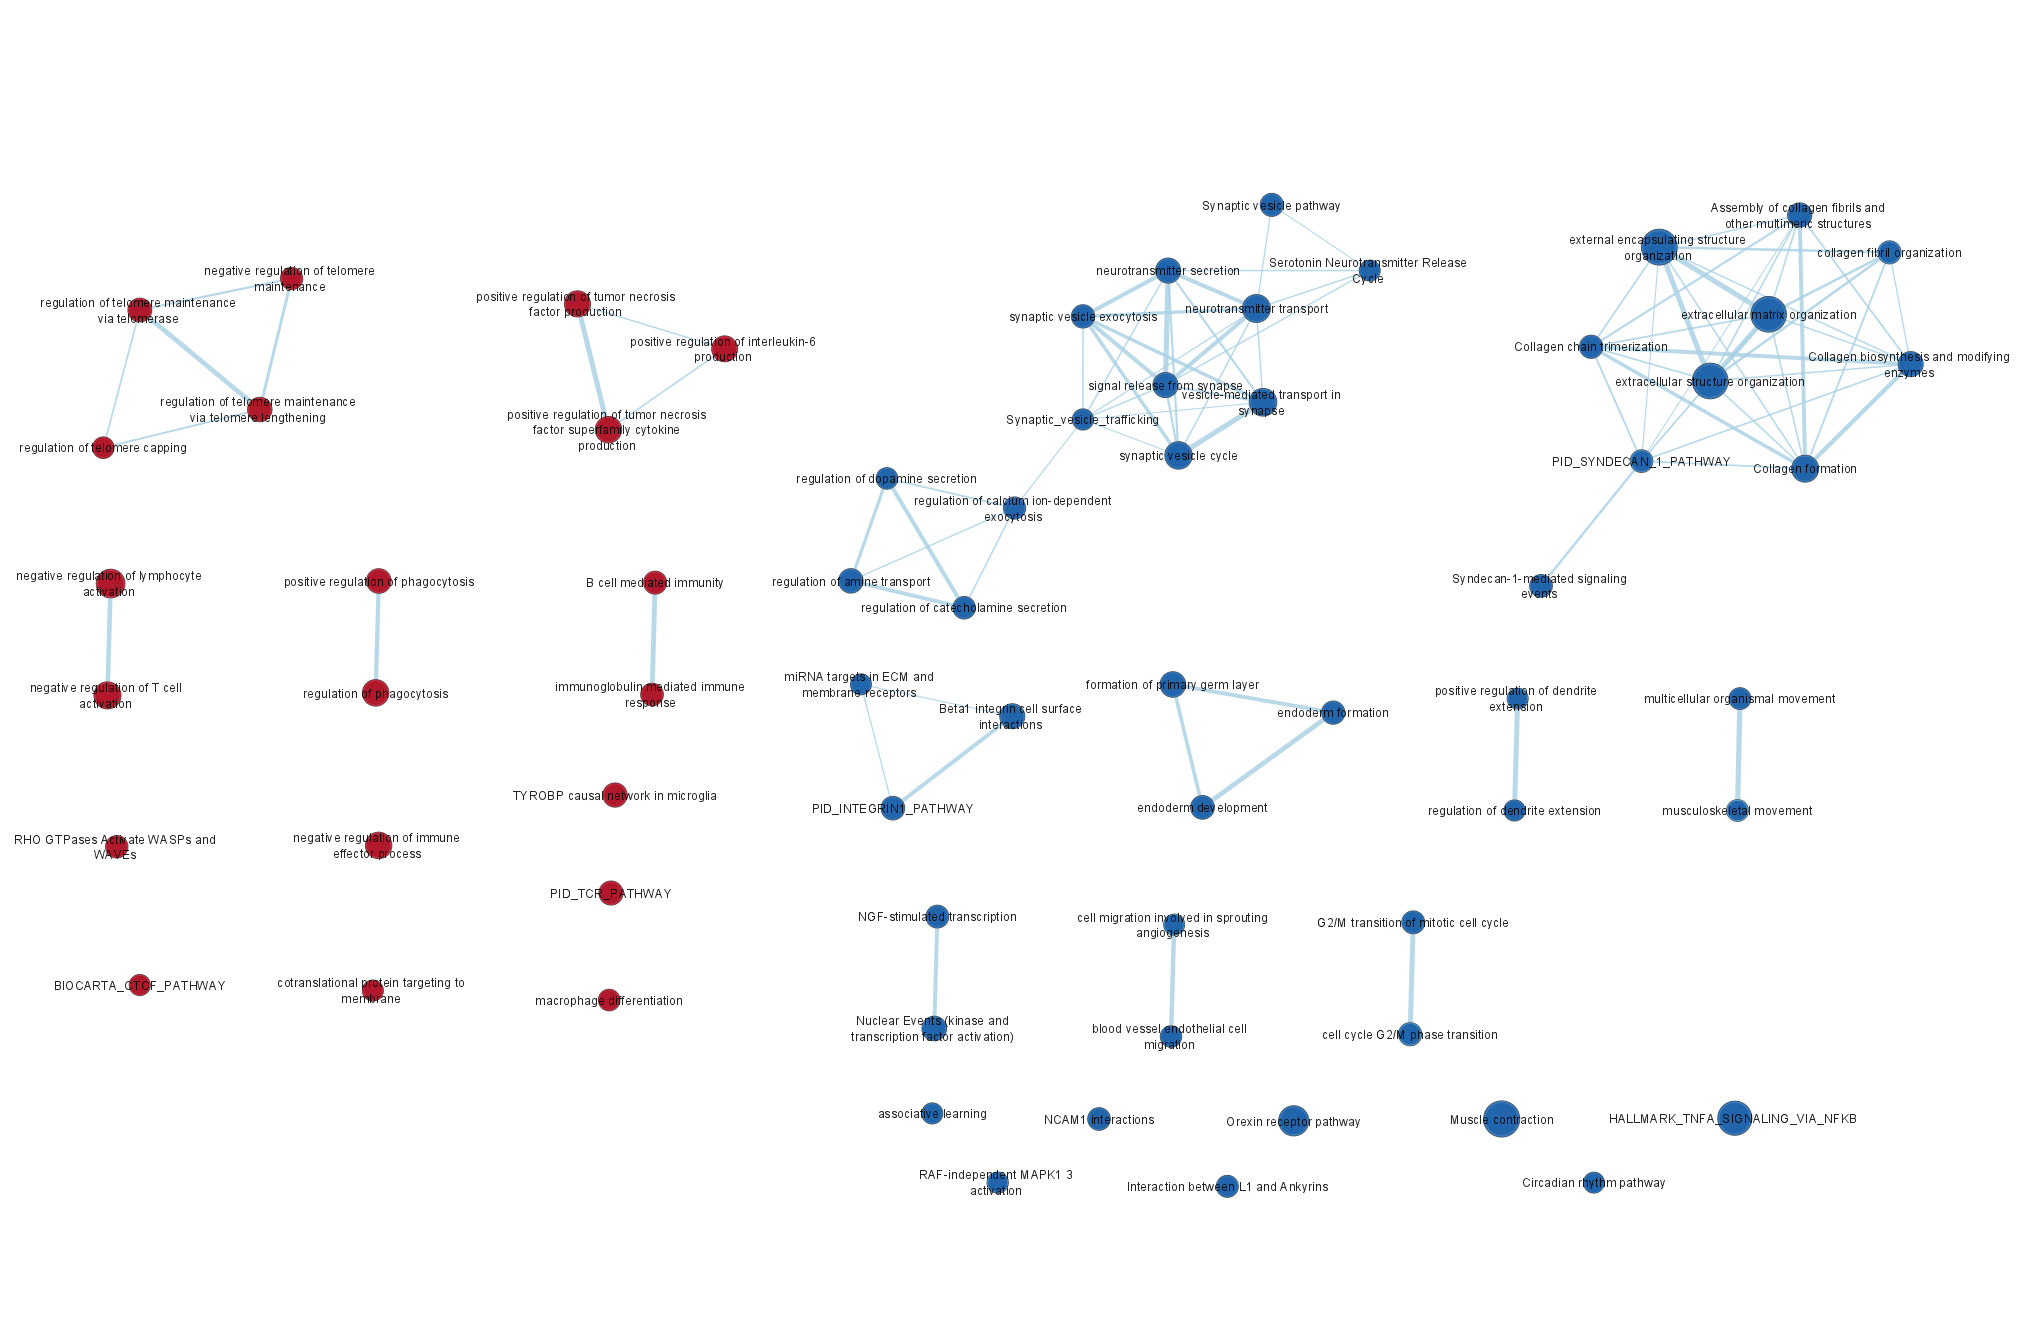 negative regulation of telomere
maintenance
regulation of telomere maintenance
via telomerase
regulation of telomere maintenance
via telomere lengthening
regulation of telomere capping
positive regulation of tumor necrosis
factor production
positive regulation of interleukin-6
production
positive regulation of tumor necrosis
factor superfamily cytokine
production
Synaptic vesicle pathway
neurotransmitter secretion
Serotonin Neurotransmitter Release
Cycle
synaptic vesicle exocytosis
neurotransmitter transport
signal release from synapse
vesicle-mediated transport in
synapse
Synaptic_vesicle_trafficking
synaptic vesicle cycle
regulation of dopamine secretion
regulation of calcium ion-dependent
exocytosis
regulation of amine transport
regulation of catecholamine secretion
Assembly of collagen fibrils and
other multimeric structures
external encapsulating structure
organization
collagen fibril organization
extracellular matrix organization
Collagen chain trimerization
Collagen biosynthesis and modifying
enzymes
extracellular structure organization
PID_SYNDECAN_1_PATHWAY
Collagen formation
Syndecan-1-mediated signaling
events
negative regulation of lymphocyte
activation
negative regulation of T cell
activation
positive regulation of phagocytosis
regulation of phagocytosis
B cell mediated immunity
immunoglobulin mediated immune
response
miRNA targets in ECM and
membrane receptors
Beta1 integrin cell surface
interactions
PID_INTEGRIN1_PATHWAY
formation of primary germ layer
endoderm formation
endoderm development
positive regulation of dendrite
extension
regulation of dendrite extension
multicellular organismal movement
musculoskeletal movement
TYROBP causal network in microglia
RHO GTPases Activate WASPs and
WAVEs
negative regulation of immune
effector process
PID_TCR_PATHWAY
BIOCARTA_CTCF_PATHWAY
cotranslational protein targeting to
membrane
macrophage differentiation
NGF-stimulated transcription
Nuclear Events (kinase and
transcription factor activation)
cell migration involved in sprouting
angiogenesis
blood vessel endothelial cell
migration
G2/M transition of mitotic cell cycle
cell cycle G2/M phase transition
associative learning
NCAM1 interactions
Orexin receptor pathway
Muscle contraction
HALLMARK_TNFA_SIGNALING_VIA_NFKB
RAF-independent MAPK1 3
activation
Interaction between L1 and Ankyrins
Circadian rhythm pathway